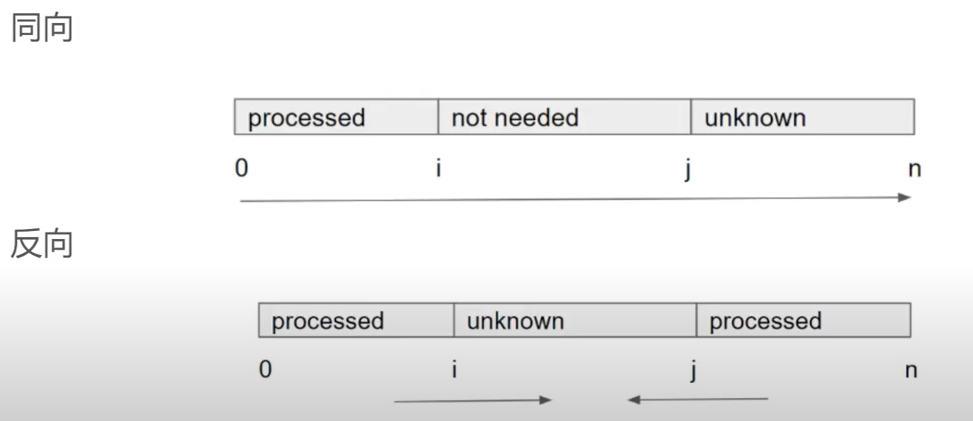 同向
processed not needed unknown
0 i j n
反向
processed unknown processed
0 i j n